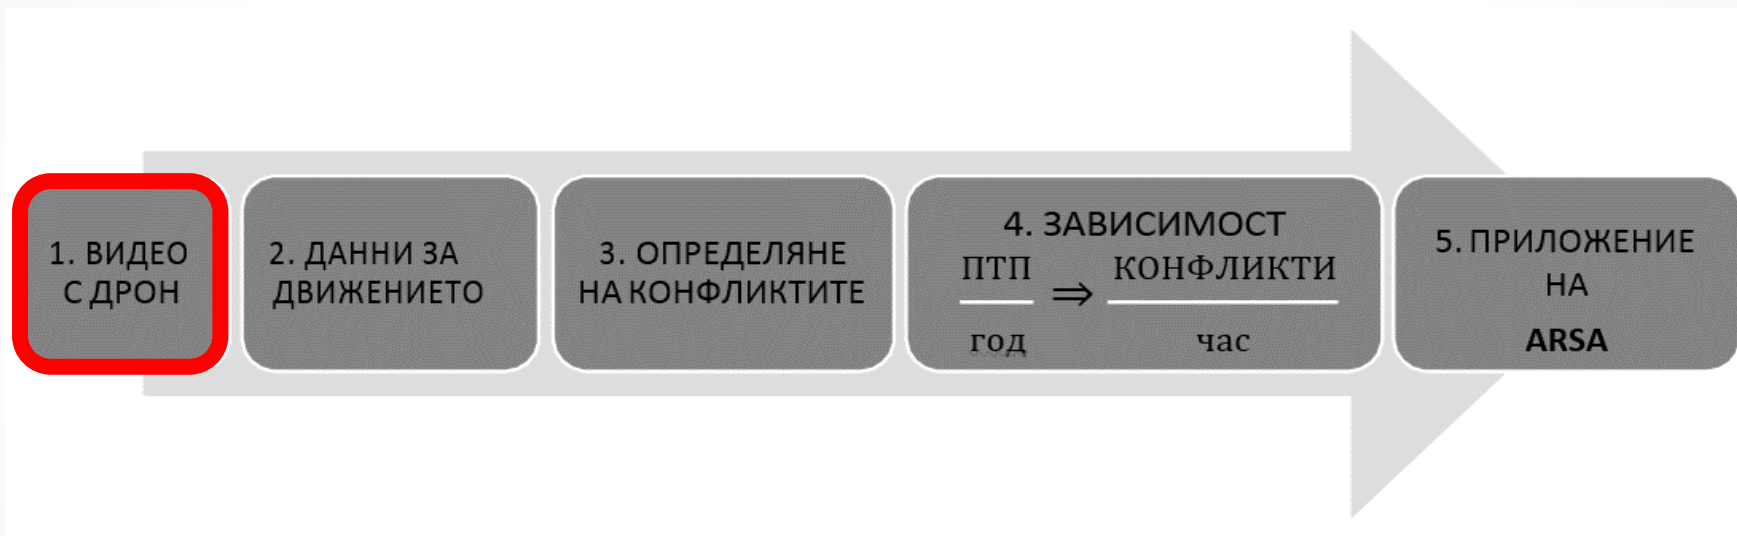 1. ВИДЕО
С ДРОН
2. ДАННИ ЗА
ДВИЖЕНИЕТО
3. ОПРЕДЕЛЯНЕ
НА КОНФЛИКТИТЕ
4. ЗАВИСИМОСТ
ПТП ⇒ КОНФЛИКТИ
год час
5. ПРИЛОЖЕНИЕ
НА
ARSA